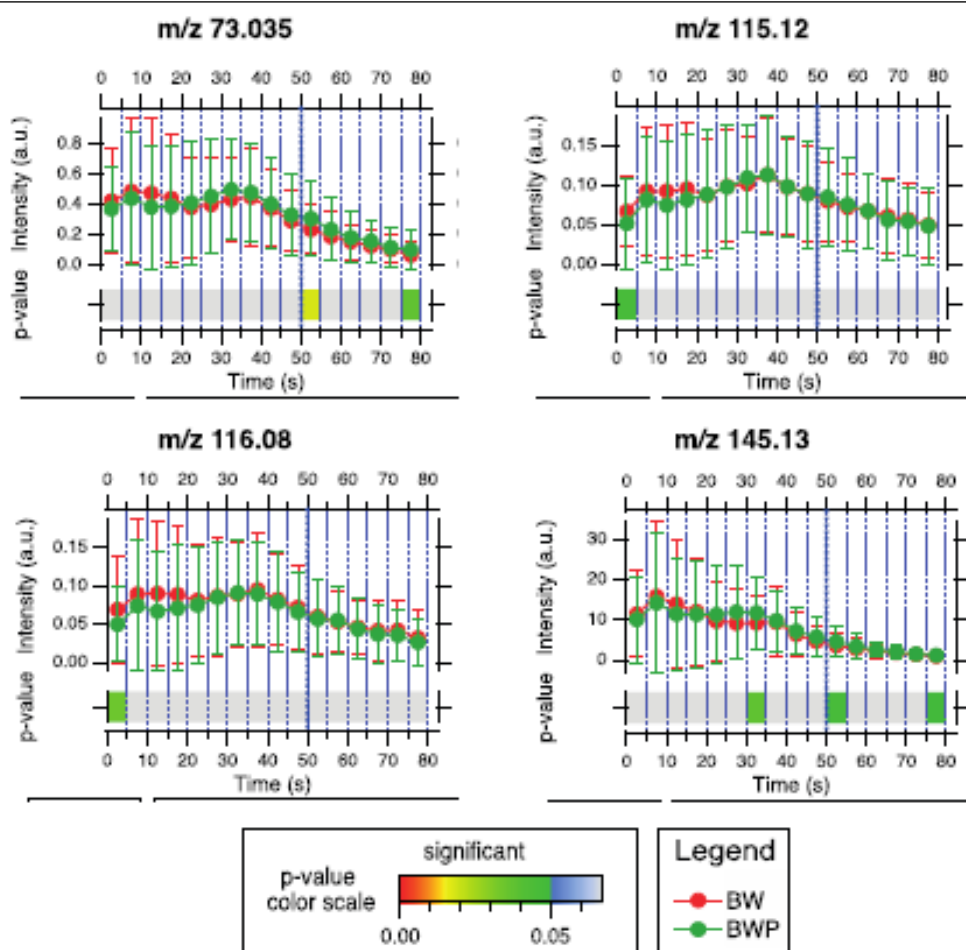 m/z 73.035
m/z 115.12
0 10 20 30 40 50 60 70 80
0 10 20 30 40 50 60 70 80
Intensity (a.u.)
0.8
0.6
0.4
0.2
0.0
p-value
Intensity (a.u.)
0.15
0.10
0.05
0.00
p-value
0 10 20 30 40 50 60 70 80
0 10 20 30 40 50 60 70 80
Time (s)
Time (s)
m/z 116.08
m/z 145.13
0 10 20 30 40 50 60 70 80
0 10 20 30 40 50 60 70 80
Intensity (a.u.)
0.15
0.10
0.05
0.00
p-value
Intensity (a.u.)
30
20
10
0
p-value
0 10 20 30 40 50 60 70 80
0 10 20 30 40 50 60 70 80
Time (s)
Time (s)
significant
p-value
color scale
0.00 0.05
Legend
BW
BWP